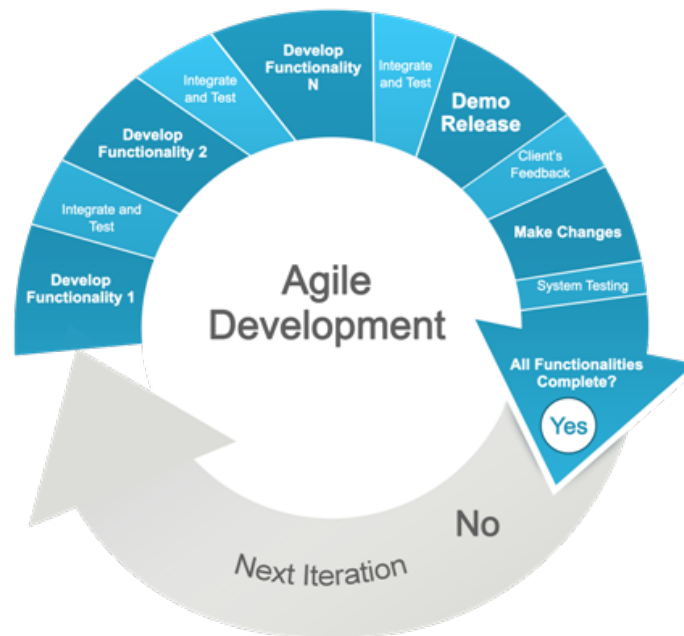 Develop
Functionality 1
Integrate and
Test
Develop
Functionality 2
Integrate
and Test
Develop
Functionality
N
Integrate
and Test
Demo
Release
Client's
Feedback
Make Changes
System Testing
All Functionalities
Complete?
Yes
No
Next Iteration
Agile
Development